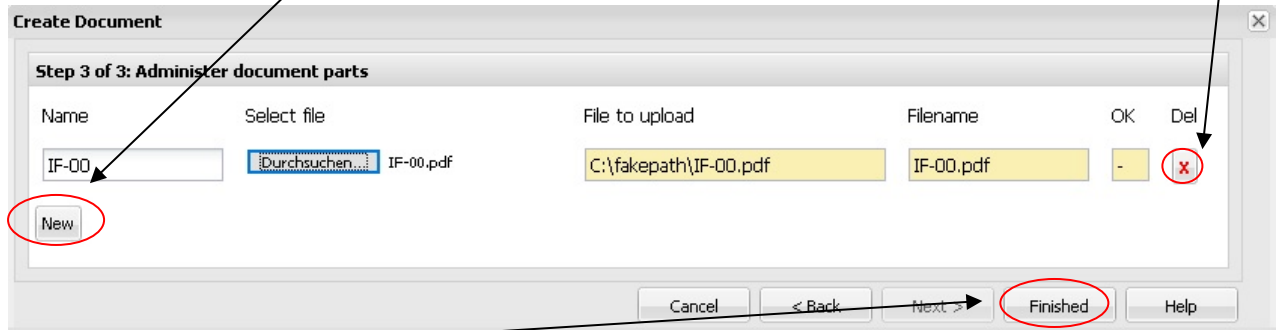 Create Document
Step 3 of 3: Administer document parts
Name Select file File to upload Filename OK Del
IF-00 Durchsuchen... IF-00.pdf C:\fakepath\IF-00.pdf IF-00.pdf - x
New
Cancel < Back Next > Finished Help